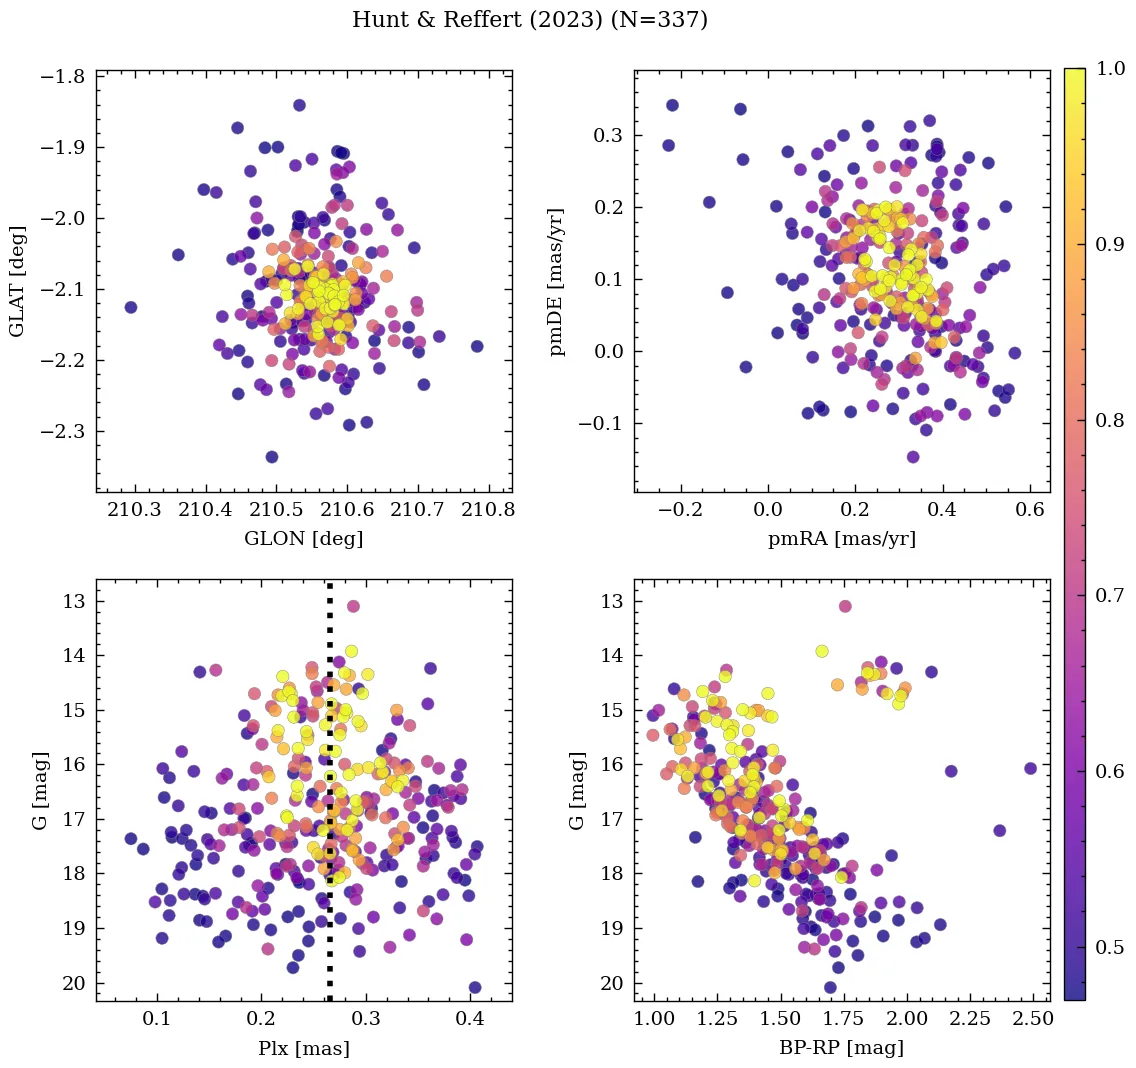 Hunt & Reffert (2023) (N=337)
−1.8
−1.9
−2.0
−2.1
−2.2
−2.3
GLAT [deg]
210.3 210.4 210.5 210.6 210.7 210.8
GLON [deg]
0.3
0.2
0.1
0.0
−0.1
pmDE [mas/yr]
−0.2 0.0 0.2 0.4 0.6
pmRA [mas/yr]
13
14
15
16
17
18
19
20
G [mag]
0.1 0.2 0.3 0.4
Plx [mas]
13
14
15
16
17
18
19
20
G [mag]
1.00 1.25 1.50 1.75 2.00 2.25 2.50
BP-RP [mag]
1.0
0.9
0.8
0.7
0.6
0.5